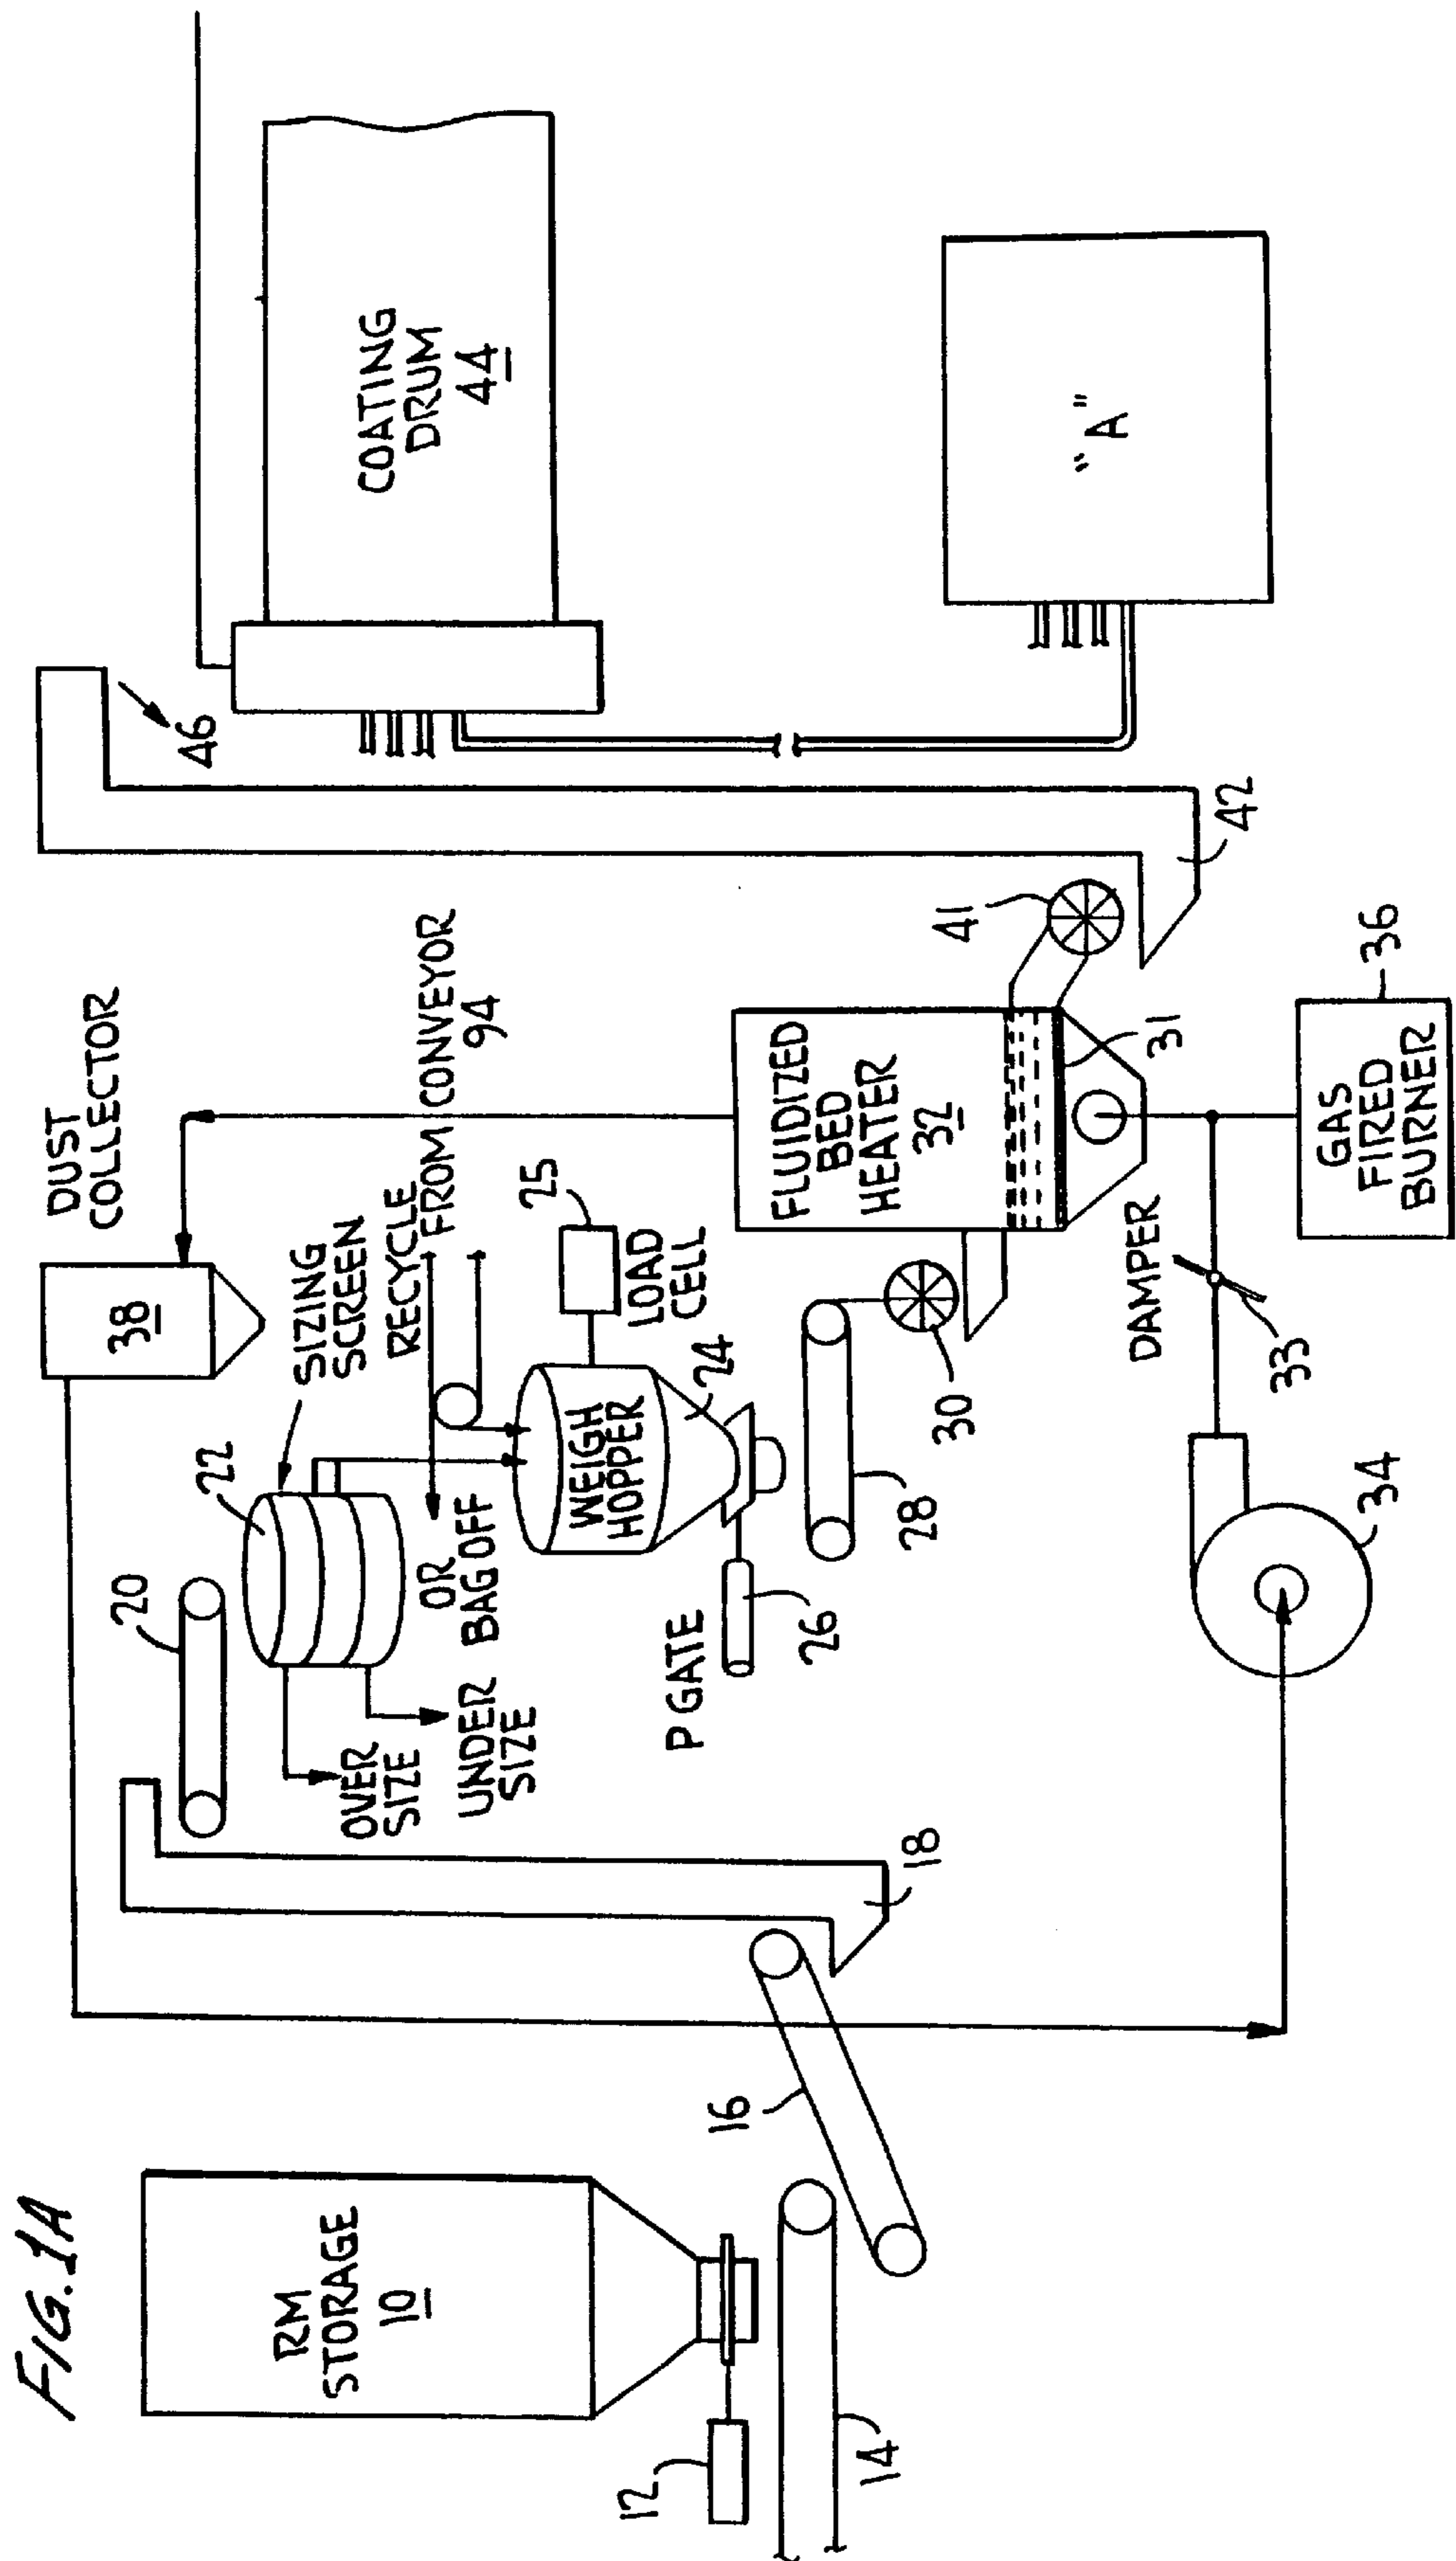 FIG. 1A
RM
STORAGE
10
12
14
16
18
20
22
SIZING
SCREEN
OVER
SIZE
UNDER
SIZE
RECYCLE
OR
BAG OFF
FROM CONVEYOR
94
DUST
COLLECTOR
38
WEIGH
HOPPER
24
25
LOAD
CELL
P GATE
26
28
30
FLUIDIZED
BED
HEATER
32
31
41
42
46
COATING
DRUM
44
"A"
DAMPER
33
34
GAS
FIRED
BURNER
36